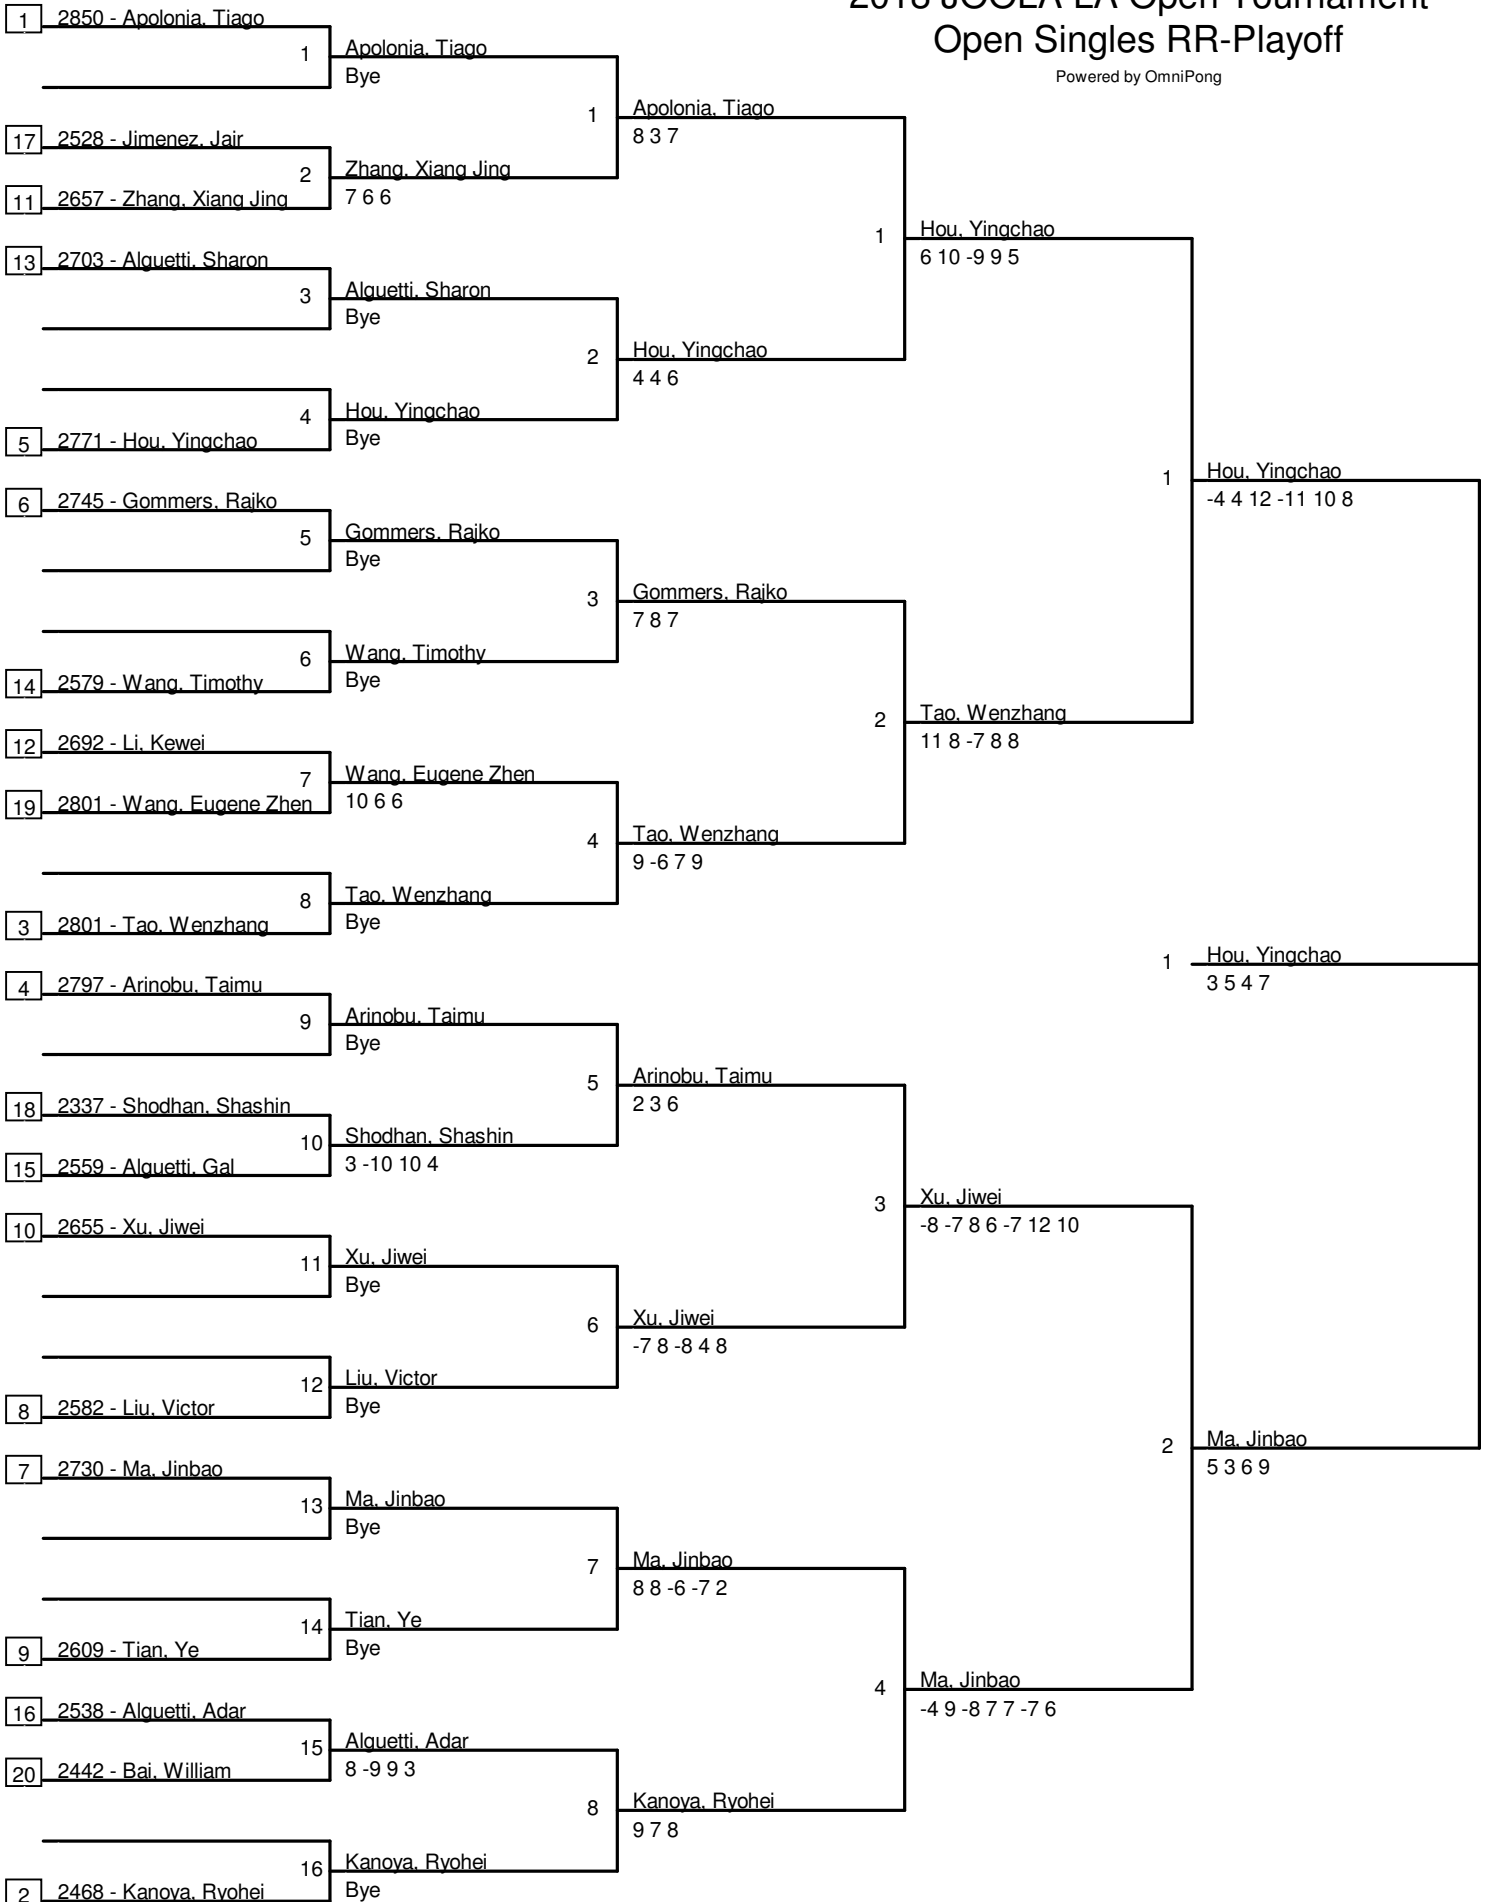 2018 JOOLA LA Open Tournament
Open Singles RR-Playoff
Powered by OmniPong
1 2850 - Apolonia, Tiago
1 Apolonia, Tiago
Bye
1 Apolonia, Tiago
8 3 7
17 2528 - Jimenez, Jair
2 Zhang, Xiang Jing
7 6 6
11 2657 - Zhang, Xiang Jing
1 Hou, Yingchao
6 10 -9 9 5
13 2703 - Alguetti, Sharon
3 Alguetti, Sharon
Bye
2 Hou, Yingchao
4 4 6
4 Hou, Yingchao
Bye
5 2771 - Hou, Yingchao
1 Hou, Yingchao
-4 4 12 -11 10 8
6 2745 - Gommers, Rajko
5 Gommers, Rajko
Bye
3 Gommers, Rajko
7 8 7
6 Wang, Timothy
Bye
14 2579 - Wang, Timothy
2 Tao, Wenzhang
11 8 -7 8 8
12 2692 - Li, Kewei
7 Wang, Eugene Zhen
10 6 6
19 2801 - Wang, Eugene Zhen
4 Tao, Wenzhang
9 -6 7 9
8 Tao, Wenzhang
Bye
3 2801 - Tao, Wenzhang
1 Hou, Yingchao
3 5 4 7
4 2797 - Arinobu, Taimu
9 Arinobu, Taimu
Bye
5 Arinobu, Taimu
2 3 6
18 2337 - Shodhan, Shashin
10 Shodhan, Shashin
3 -10 10 4
15 2559 - Alguetti, Gal
3 Xu, Jiwei
-8 -7 8 6 -7 12 10
10 2655 - Xu, Jiwei
11 Xu, Jiwei
Bye
6 Xu, Jiwei
-7 8 -8 4 8
12 Liu, Victor
Bye
8 2582 - Liu, Victor
2 Ma, Jinbao
5 3 6 9
7 2730 - Ma, Jinbao
13 Ma, Jinbao
Bye
7 Ma, Jinbao
8 8 -6 -7 2
14 Tian, Ye
Bye
9 2609 - Tian, Ye
4 Ma, Jinbao
-4 9 -8 7 7 -7 6
16 2538 - Alguetti, Adar
15 Alguetti, Adar
8 -9 9 3
20 2442 - Bai, William
8 Kanoya, Ryohei
9 7 8
16 Kanoya, Ryohei
Bye
2 2468 - Kanoya, Ryohei